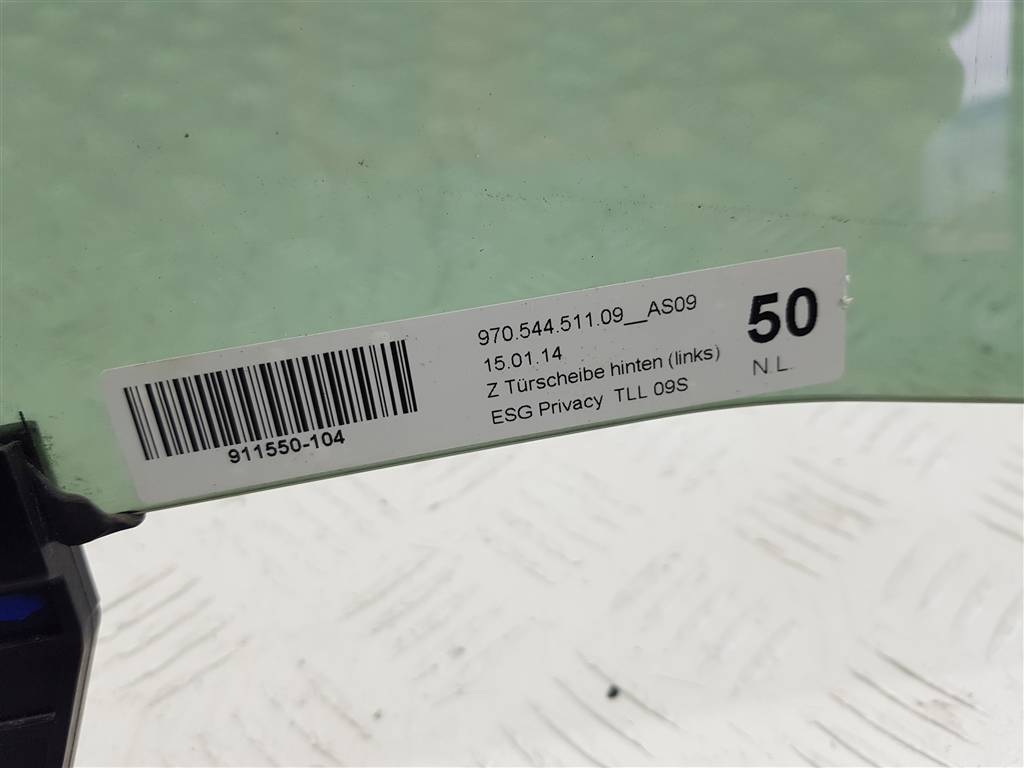 970.544.511.09__AS09
15.01.14
Z Türscheibe hinten (links)
ESG Privacy TLL 09S
50
N.L.
911550-104